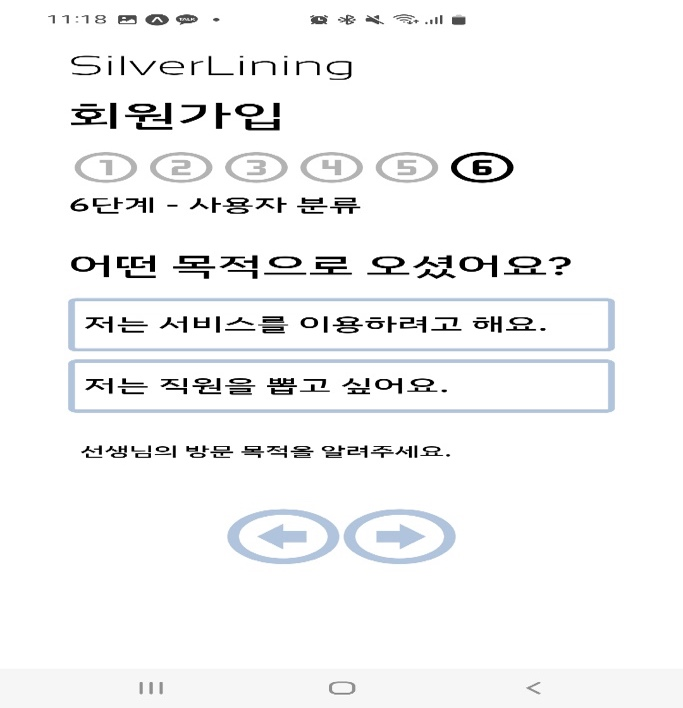 11:18
TALK
SilverLining
회원가입
1 2 3 4 5 6
6단계 - 사용자 분류
어떤 목적으로 오셨어요?
저는 서비스를 이용하려고 해요.
저는 직원을 뽑고 싶어요.
선생님의 방문 목적을 알려주세요.